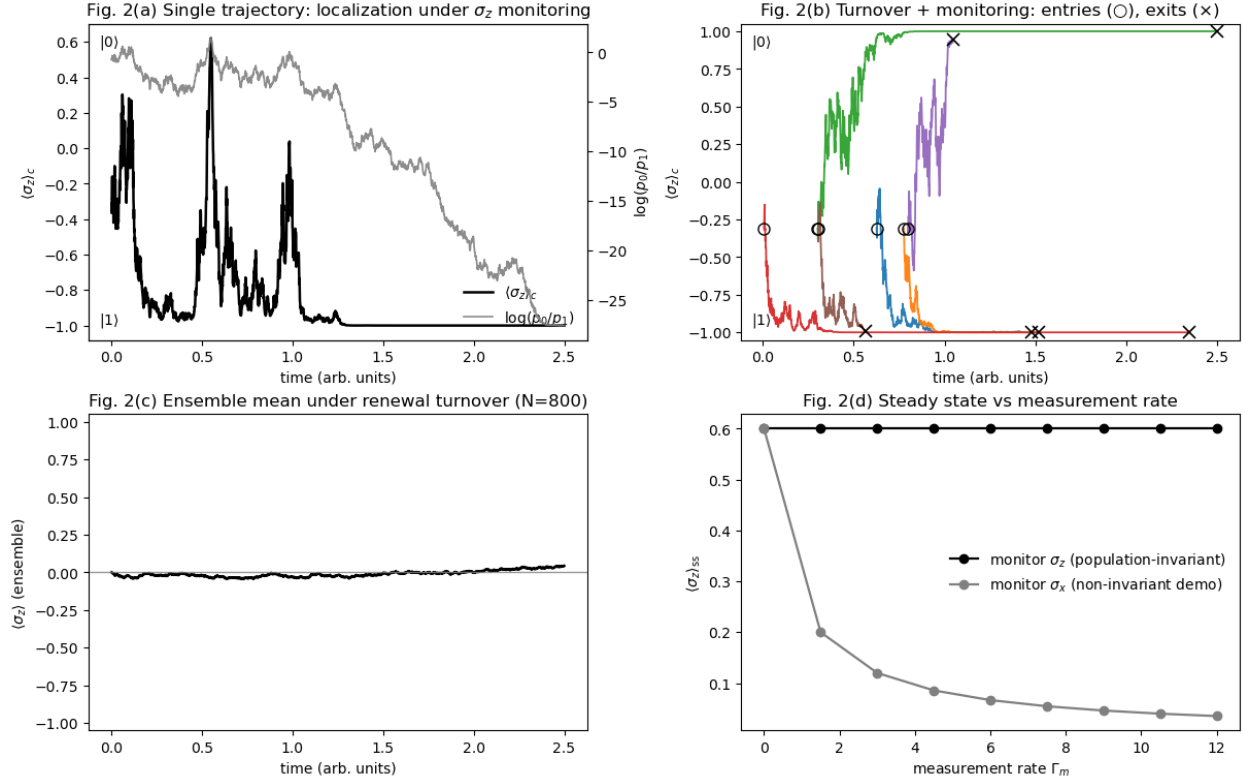 Fig. 2(a) Single trajectory: localization under σz monitoring
|0⟩
|1⟩
0.6
0.4
0.2
0.0
−0.2
−0.4
−0.6
−0.8
−1.0
⟨σz⟩c
0
−5
−10
−15
−20
−25
log(p0/p1)
⟨σz⟩c
log(p0/p1)
0.0 0.5 1.0 1.5 2.0 2.5
time (arb. units)
Fig. 2(b) Turnover + monitoring: entries (○), exits (×)
|0⟩
|1⟩
1.00
0.75
0.50
0.25
0.00
−0.25
−0.50
−0.75
−1.00
⟨σz⟩c
0.0 0.5 1.0 1.5 2.0 2.5
time (arb. units)
Fig. 2(c) Ensemble mean under renewal turnover (N=800)
1.00
0.75
0.50
0.25
0.00
−0.25
−0.50
−0.75
−1.00
⟨σz⟩ (ensemble)
0.0 0.5 1.0 1.5 2.0 2.5
time (arb. units)
Fig. 2(d) Steady state vs measurement rate
0.6
0.5
0.4
0.3
0.2
0.1
⟨σz⟩ss
monitor σz (population-invariant)
monitor σx (non-invariant demo)
0 2 4 6 8 10 12
measurement rate Γm